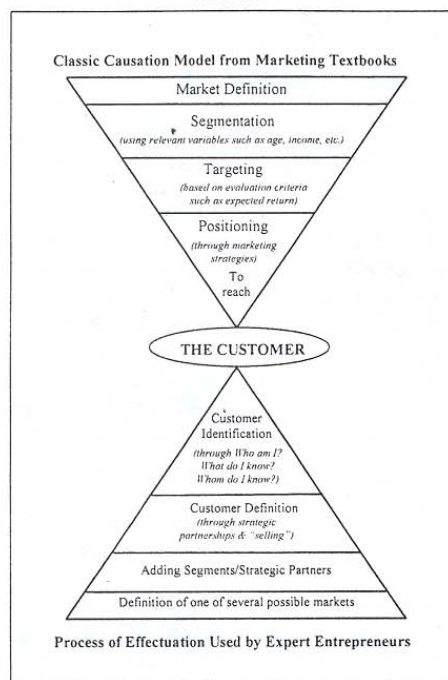 Classic Causation Model from Marketing Textbooks
Market Definition
Segmentation
(using relevant variables such as age, income, etc.)
Targeting
(based on evaluation criteria
such as expected return)
Positioning
(through marketing
strategies)
To
reach
THE CUSTOMER
Customer
Identification
(through Who am I?
What do I know?
Whom do I know?)
Customer Definition
(through strategic
partnerships & "selling")
Adding Segments/Strategic Partners
Definition of one of several possible markets
Process of Effectuation Used by Expert Entrepreneurs